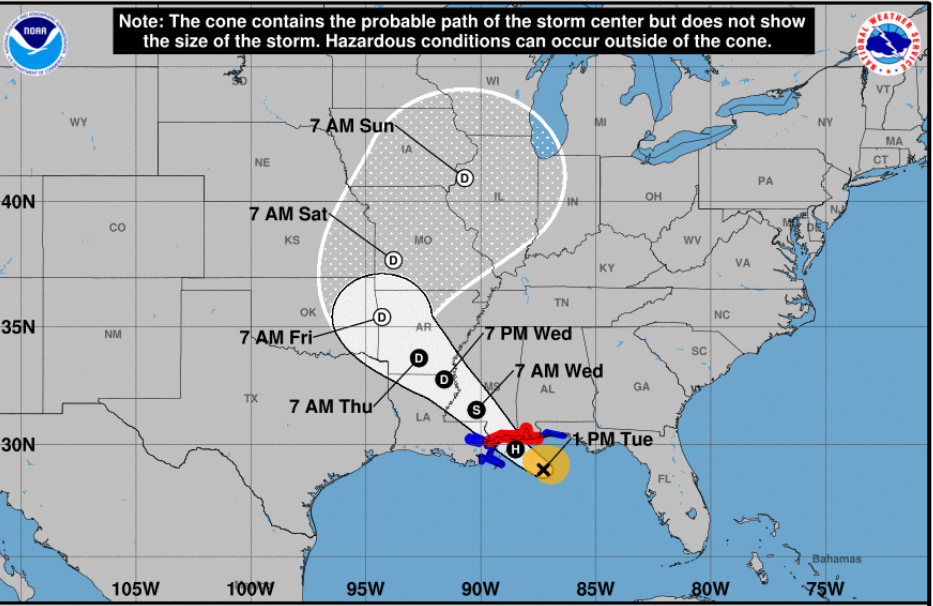 Note: The cone contains the probable path of the storm center but does not show
the size of the storm. Hazardous conditions can occur outside of the cone.
NOAA
NATIONAL WEATHER SERVICE
SD
WI
VT
WY
7 AM Sun
MI
NY
MA
IA
CT
NE
D
PA
40N
IL
IN
OH
NJ
7 AM Sat
DE
CO
KS
MO
WV
D
VA
KY
OK
D
TN
NC
35N
AR
7 PM Wed
NM
7 AM Fri
SC
D
7 AM Wed
D
MS
AL
GA
TX
7 AM Thu
S
LA
30N
1 PM Tue
H
FL
Bahamas
105W
100W
95W
90W
85W
80W
75W